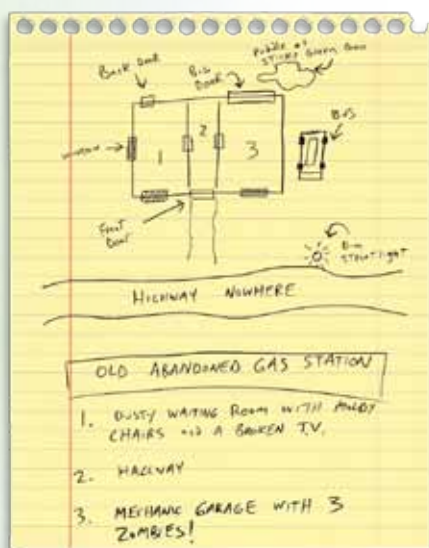 Back Door
Big Door
Puddle of Sticky Green Goo
Bus
window
1
2
3
Front Door
Dim Streetlight
HIGHWAY NOWHERE
OLD ABANDONED GAS STATION
1. DUSTY WAITING ROOM WITH MOLDY
CHAIRS AND A BROKEN T.V.
2. HALLWAY
3. MECHANIC GARAGE WITH 3
ZOMBIES!